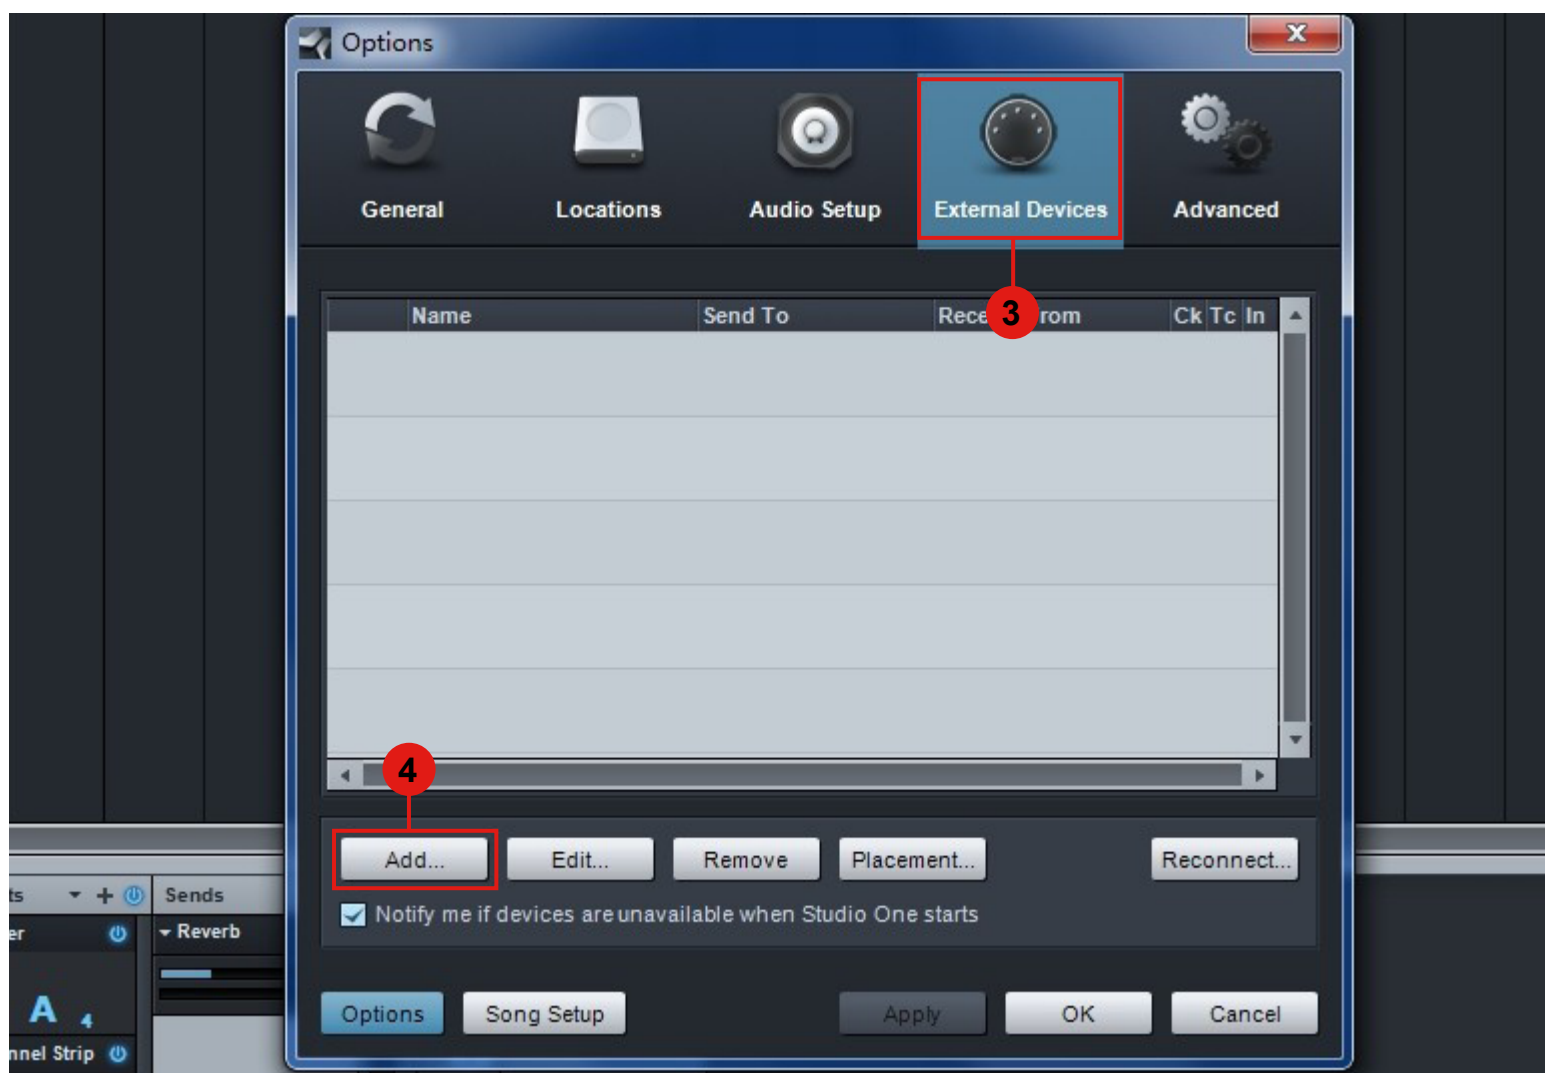 Options
General
Locations
Audio Setup
External Devices
Advanced
3
Name
Send To
Rece
rom
Ck
Tc
In
4
Add...
Edit...
Remove
Placement...
Reconnect...
Notify me if devices are unavailable when Studio One starts
ts
Sends
er
Reverb
A 4
nnel Strip
Options
Song Setup
Apply
OK
Cancel